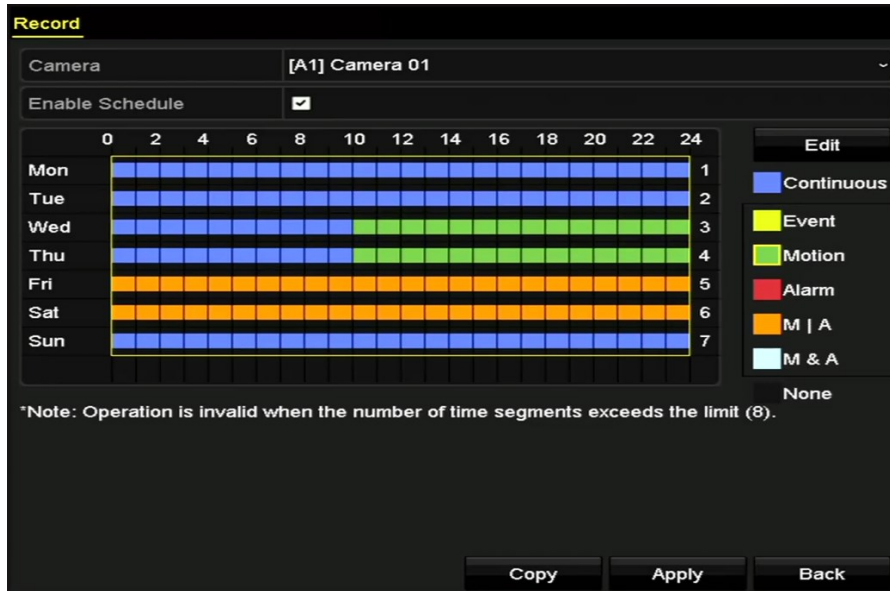 Record
Camera [A1] Camera 01
Enable Schedule
0 2 4 6 8 10 12 14 16 18 20 22 24
Edit
Mon 1
Continuous
Tue 2
Wed 3
Event
Thu 4
Motion
Fri 5
Alarm
Sat 6
M | A
Sun 7
M & A
None
*Note: Operation is invalid when the number of time segments exceeds the limit (8).
Copy Apply Back